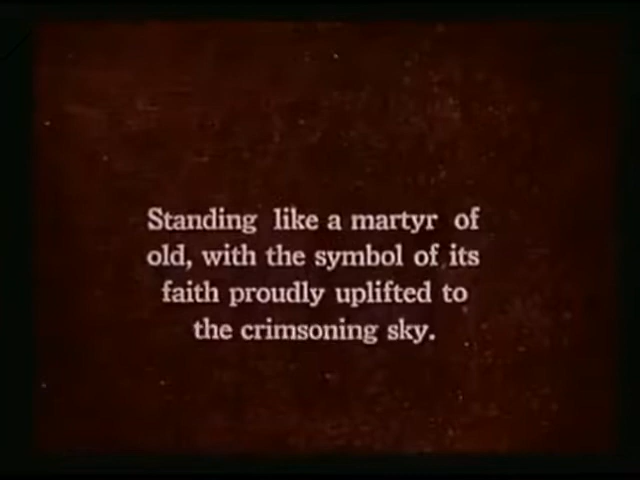 Standing like a martyr of
old, with the symbol of its
faith proudly uplifted to
the crimsoning sky.